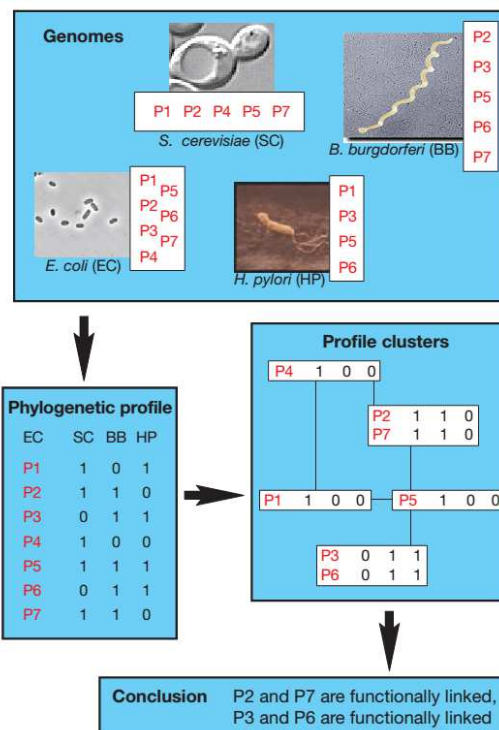 Genomes
P1 P2 P4 P5 P7
S. cerevisiae (SC)
P2
P3
P5
P6
P7
B. burgdorferi (BB)
P1
P5
P2
P6
P3
P7
P4
E. coli (EC)
P1
P3
P5
P6
H. pylori (HP)
Phylogenetic profile
EC SC BB HP
P1 1 0 1
P2 1 1 0
P3 0 1 1
P4 1 0 0
P5 1 1 1
P6 0 1 1
P7 1 1 0
Profile clusters
P4 1 0 0
P2 1 1 0
P7 1 1 0
P1 1 0 0
P5 1 0 0
P3 0 1 1
P6 0 1 1
Conclusion P2 and P7 are functionally linked,
P3 and P6 are functionally linked